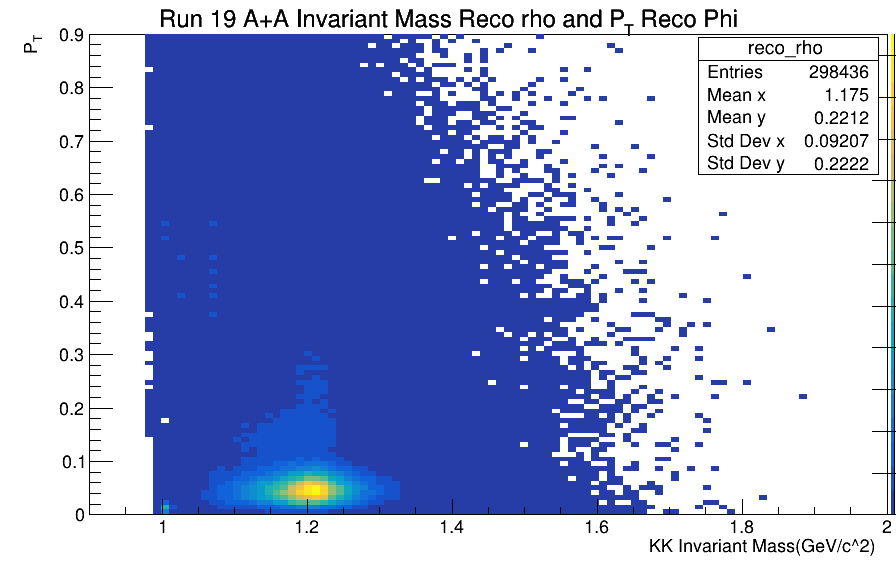 Run 19 A+A Invariant Mass Reco rho and P_T Reco Phi
P_T
reco_rho
Entries 298436
Mean x 1.175
Mean y 0.2212
Std Dev x 0.09207
Std Dev y 0.2222
0.9
0.8
0.7
0.6
0.5
0.4
0.3
0.2
0.1
0
1 1.2 1.4 1.6 1.8 2
KK Invariant Mass(GeV/c^2)